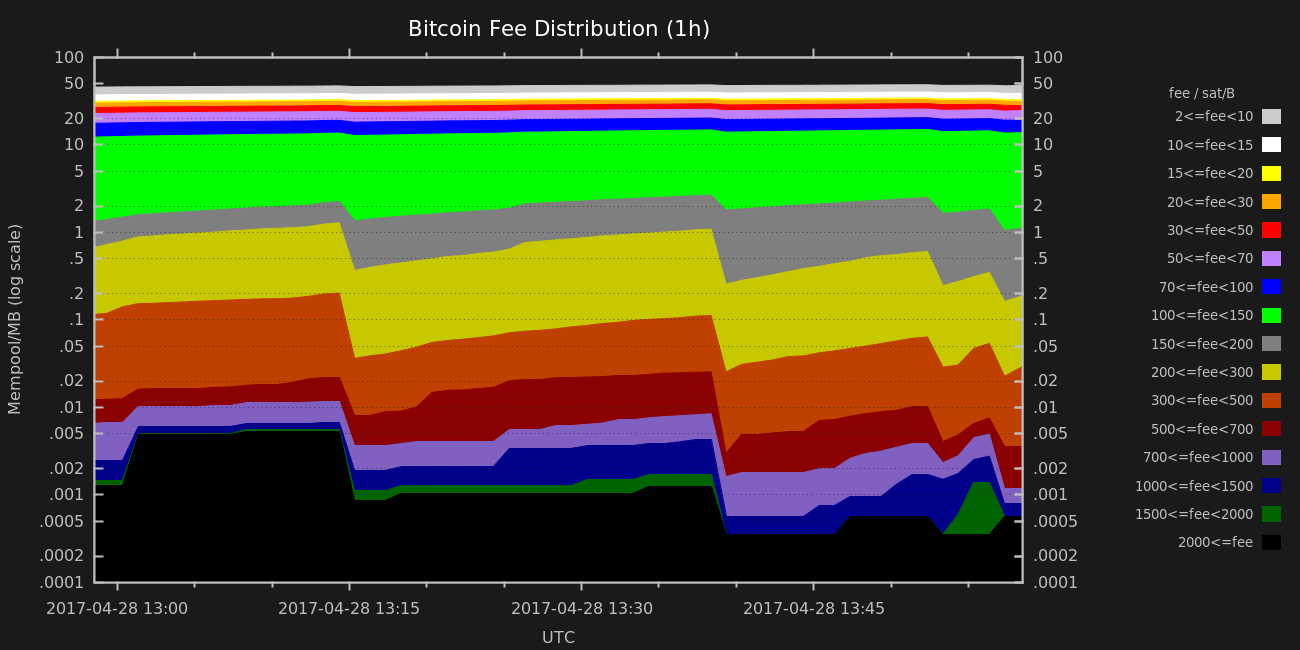 Bitcoin Fee Distribution (1h)
Mempool/MB (log scale)
100
50
20
10
5
2
1
.5
.2
.1
.05
.02
.01
.005
.002
.001
.0005
.0002
.0001
100
50
20
10
5
2
1
.5
.2
.1
.05
.02
.01
.005
.002
.001
.0005
.0002
.0001
2017-04-28 13:00 2017-04-28 13:15 2017-04-28 13:30 2017-04-28 13:45
UTC
fee / sat/B
2<=fee<10
10<=fee<15
15<=fee<20
20<=fee<30
30<=fee<50
50<=fee<70
70<=fee<100
100<=fee<150
150<=fee<200
200<=fee<300
300<=fee<500
500<=fee<700
700<=fee<1000
1000<=fee<1500
1500<=fee<2000
2000<=fee